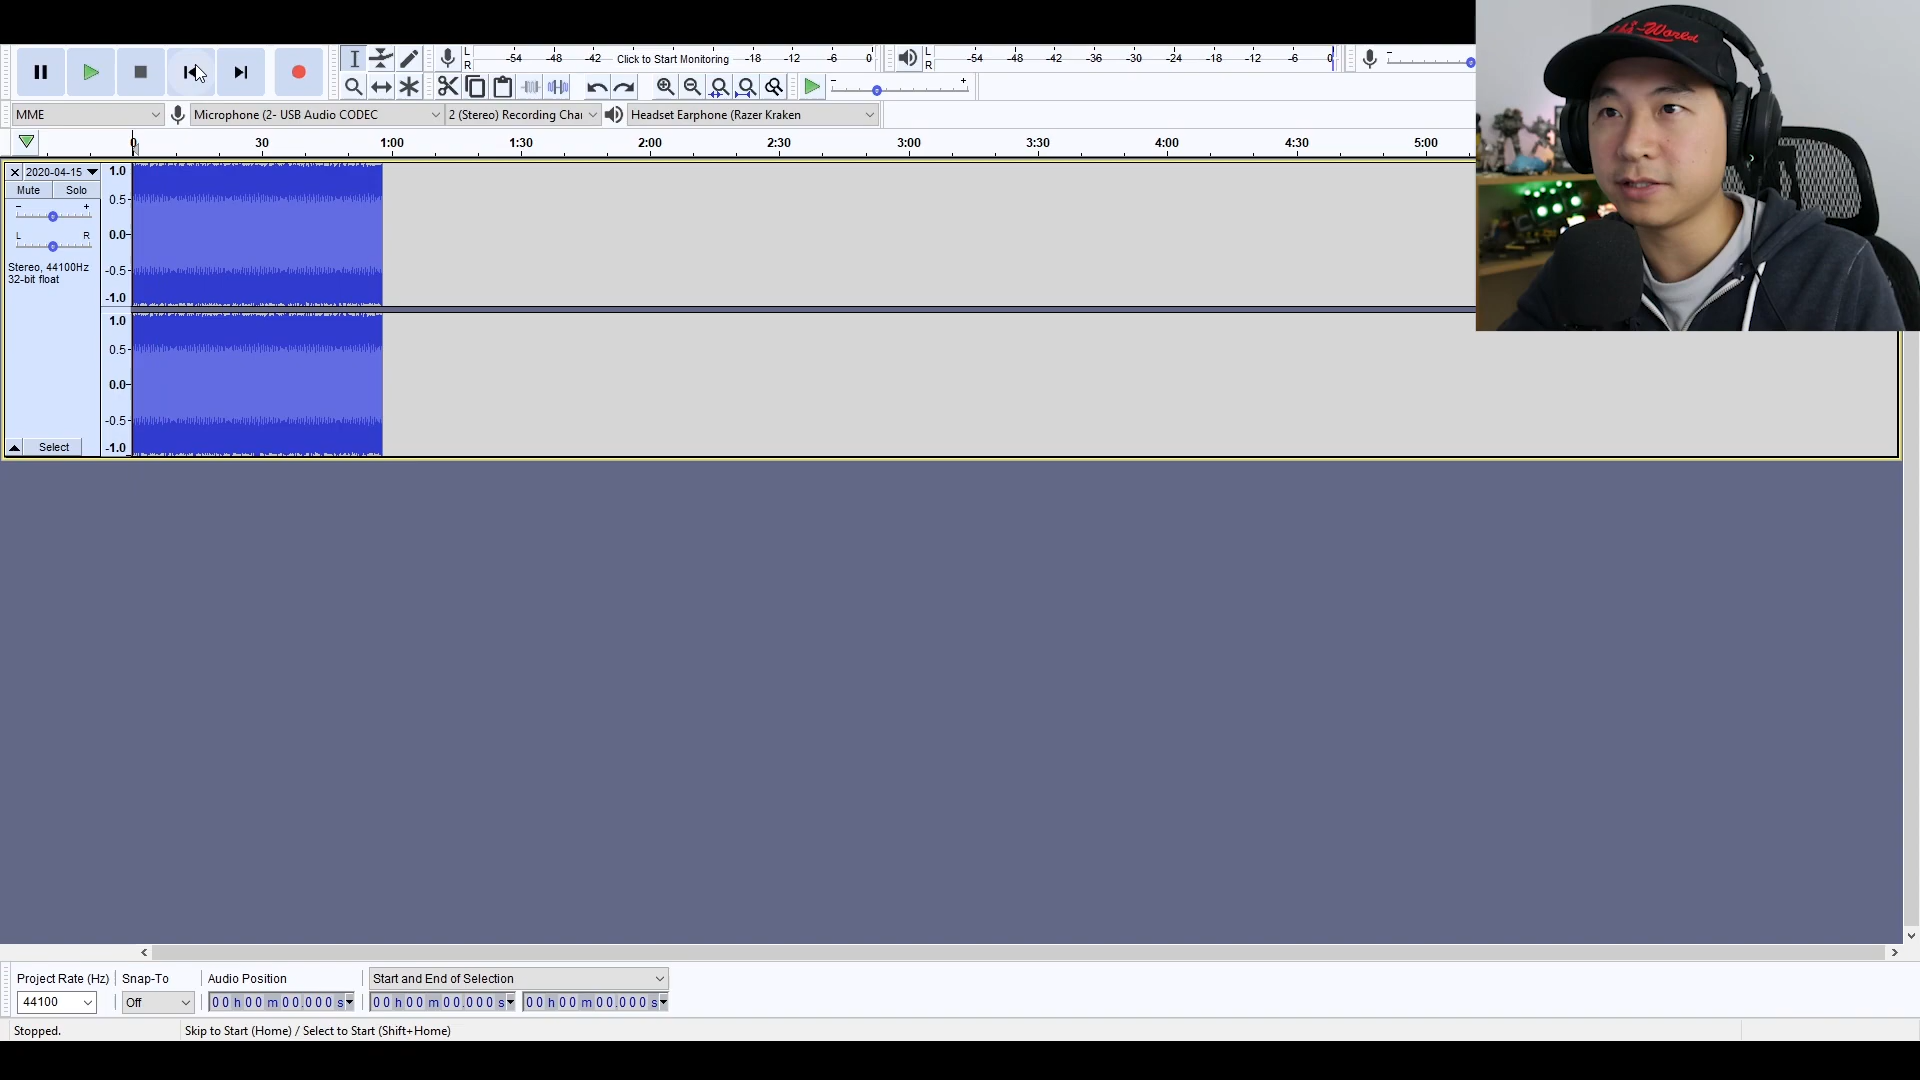 L
R
-54 -48 -42 Click to Start Monitoring -18 -12 -6 0
L
R
-54 -48 -42 -36 -30 -24 -18 -12 -6 0
MME
Microphone (2- USB Audio CODEC
2 (Stereo) Recording Chai
Headset Earphone (Razer Kraken
0 30 1:00 1:30 2:00 2:30 3:00 3:30 4:00 4:30 5:00
2020-04-15
Mute Solo
- +
L R
Stereo, 44100Hz
32-bit float
Select
1.0
0.5
0.0
-0.5
-1.0
1.0
0.5
0.0
-0.5
-1.0
Project Rate (Hz) Snap-To Audio Position Start and End of Selection
44100 Off 00 h 00 m 00.000 s 00 h 00 m 00.000 s 00 h 00 m 00.000 s
Stopped. Skip to Start (Home) / Select to Start (Shift+Home)